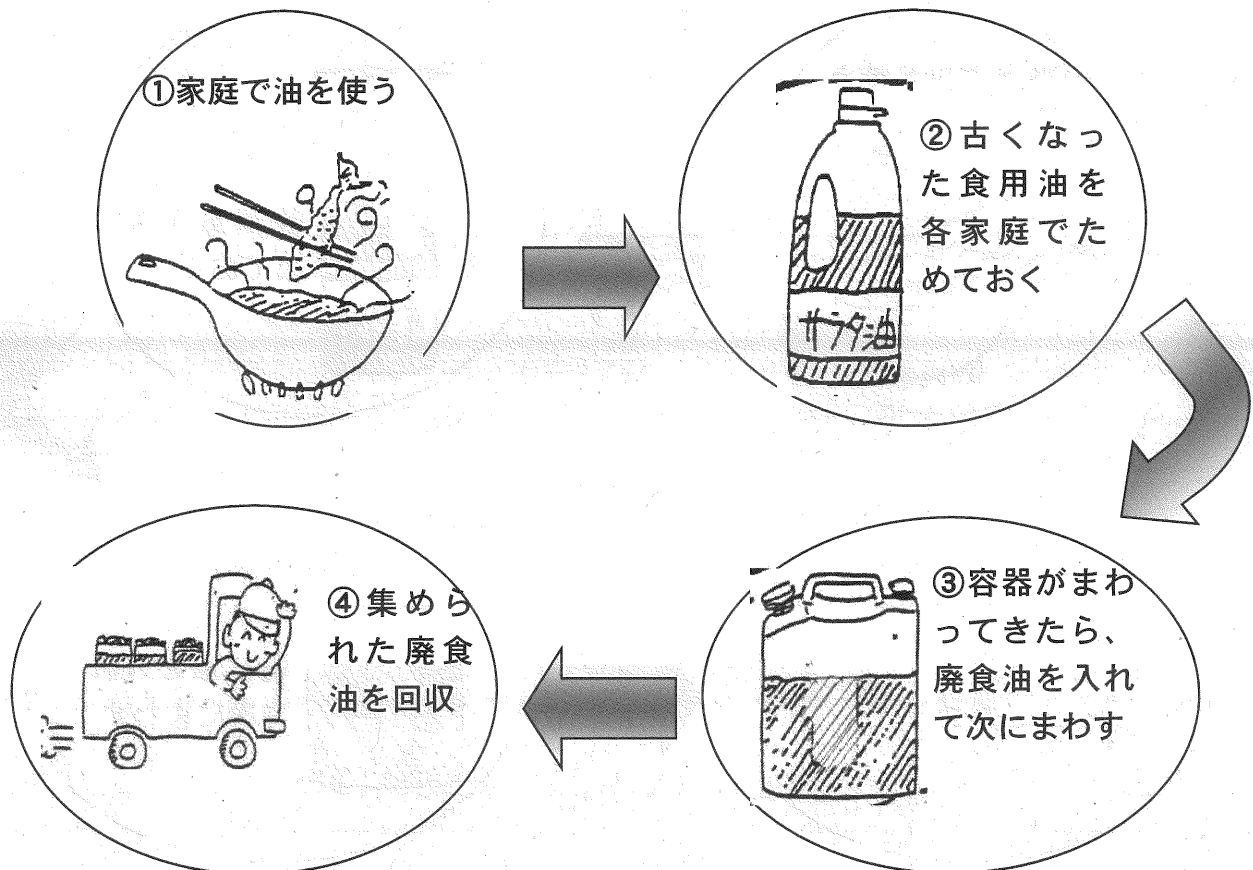 ①家庭で油を使う
②古くなっ
た食用油を
各家庭でた
めておく
サラダ油
③容器がまわ
ってきたら、
廃食油を入れ
て次にまわす
④集めら
れた廃食
油を回収